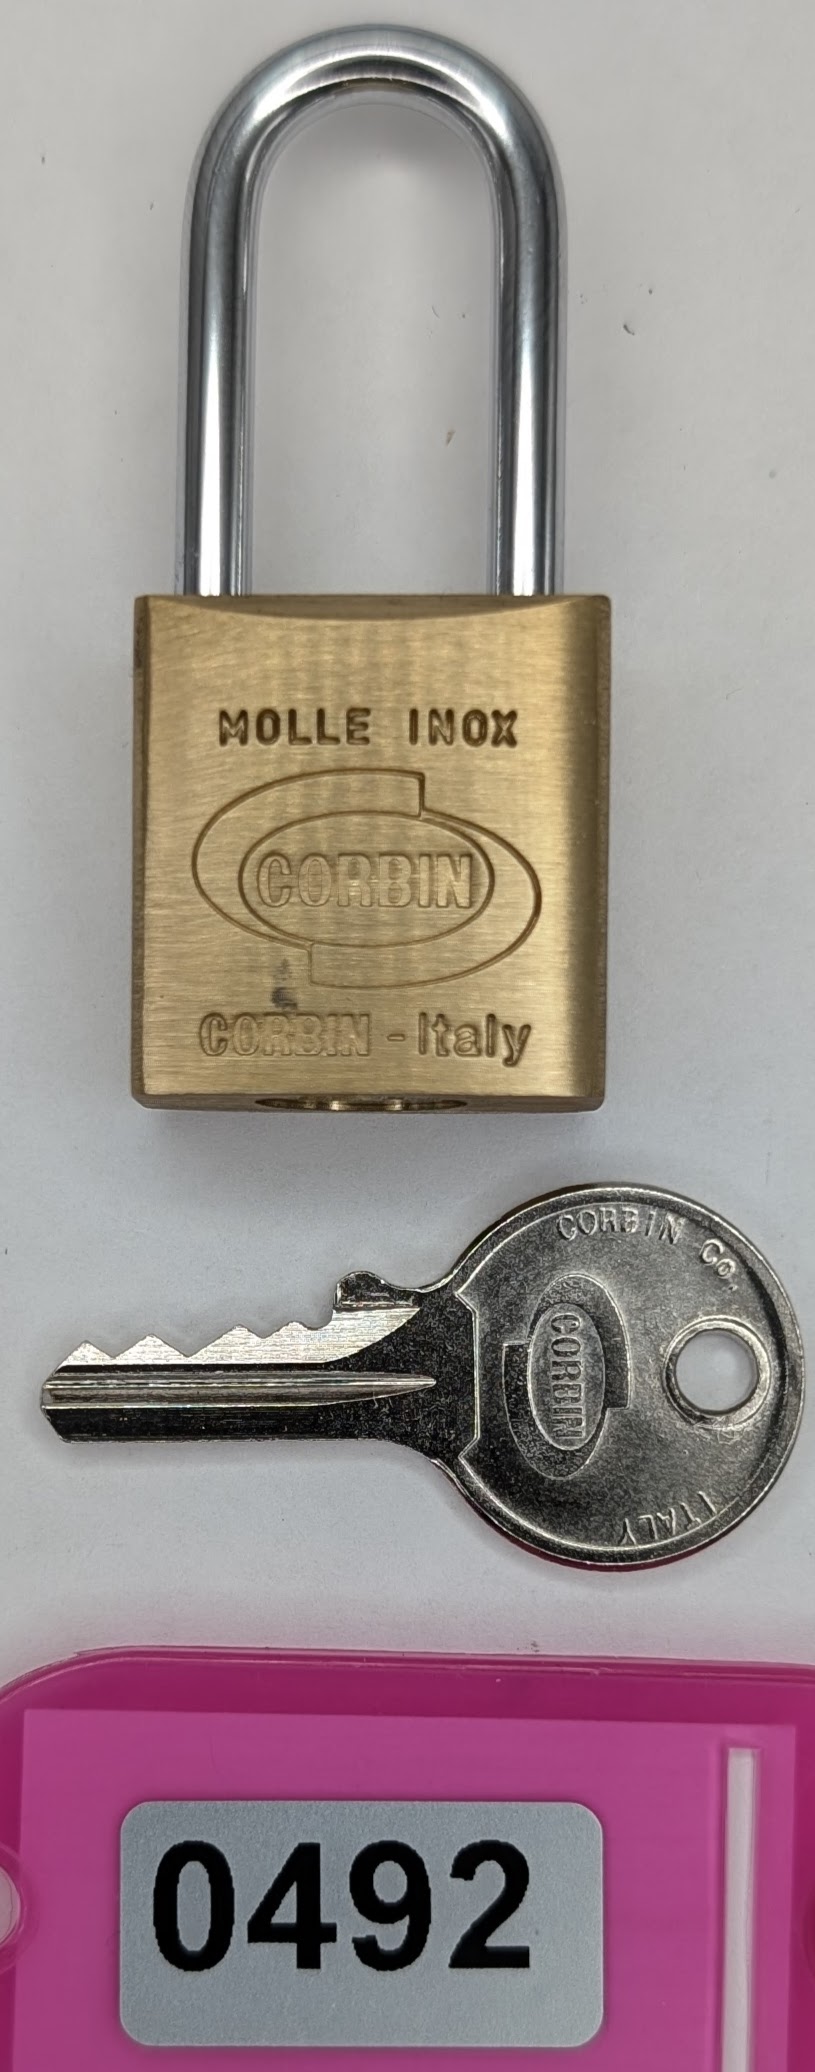 MOLLE INOX
CORBIN
CORBIN - Italy
CORBIN Co.
CORBIN
ITALY
0492